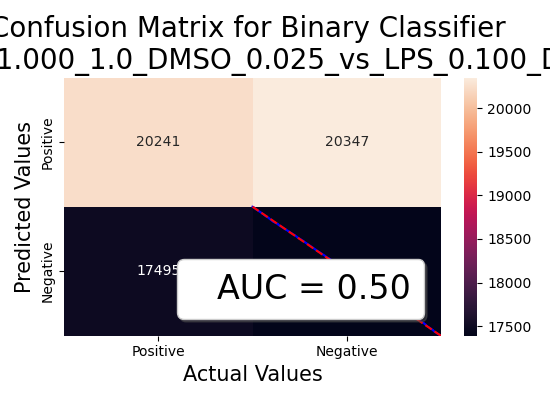 Confusion Matrix for Binary Classifier
1.000_1.0_DMSO_0.025_vs_LPS_0.100_D
Predicted Values
Positive
Negative
20241
20347
17495
AUC = 0.50
Positive
Negative
Actual Values
20000
19500
19000
18500
18000
17500